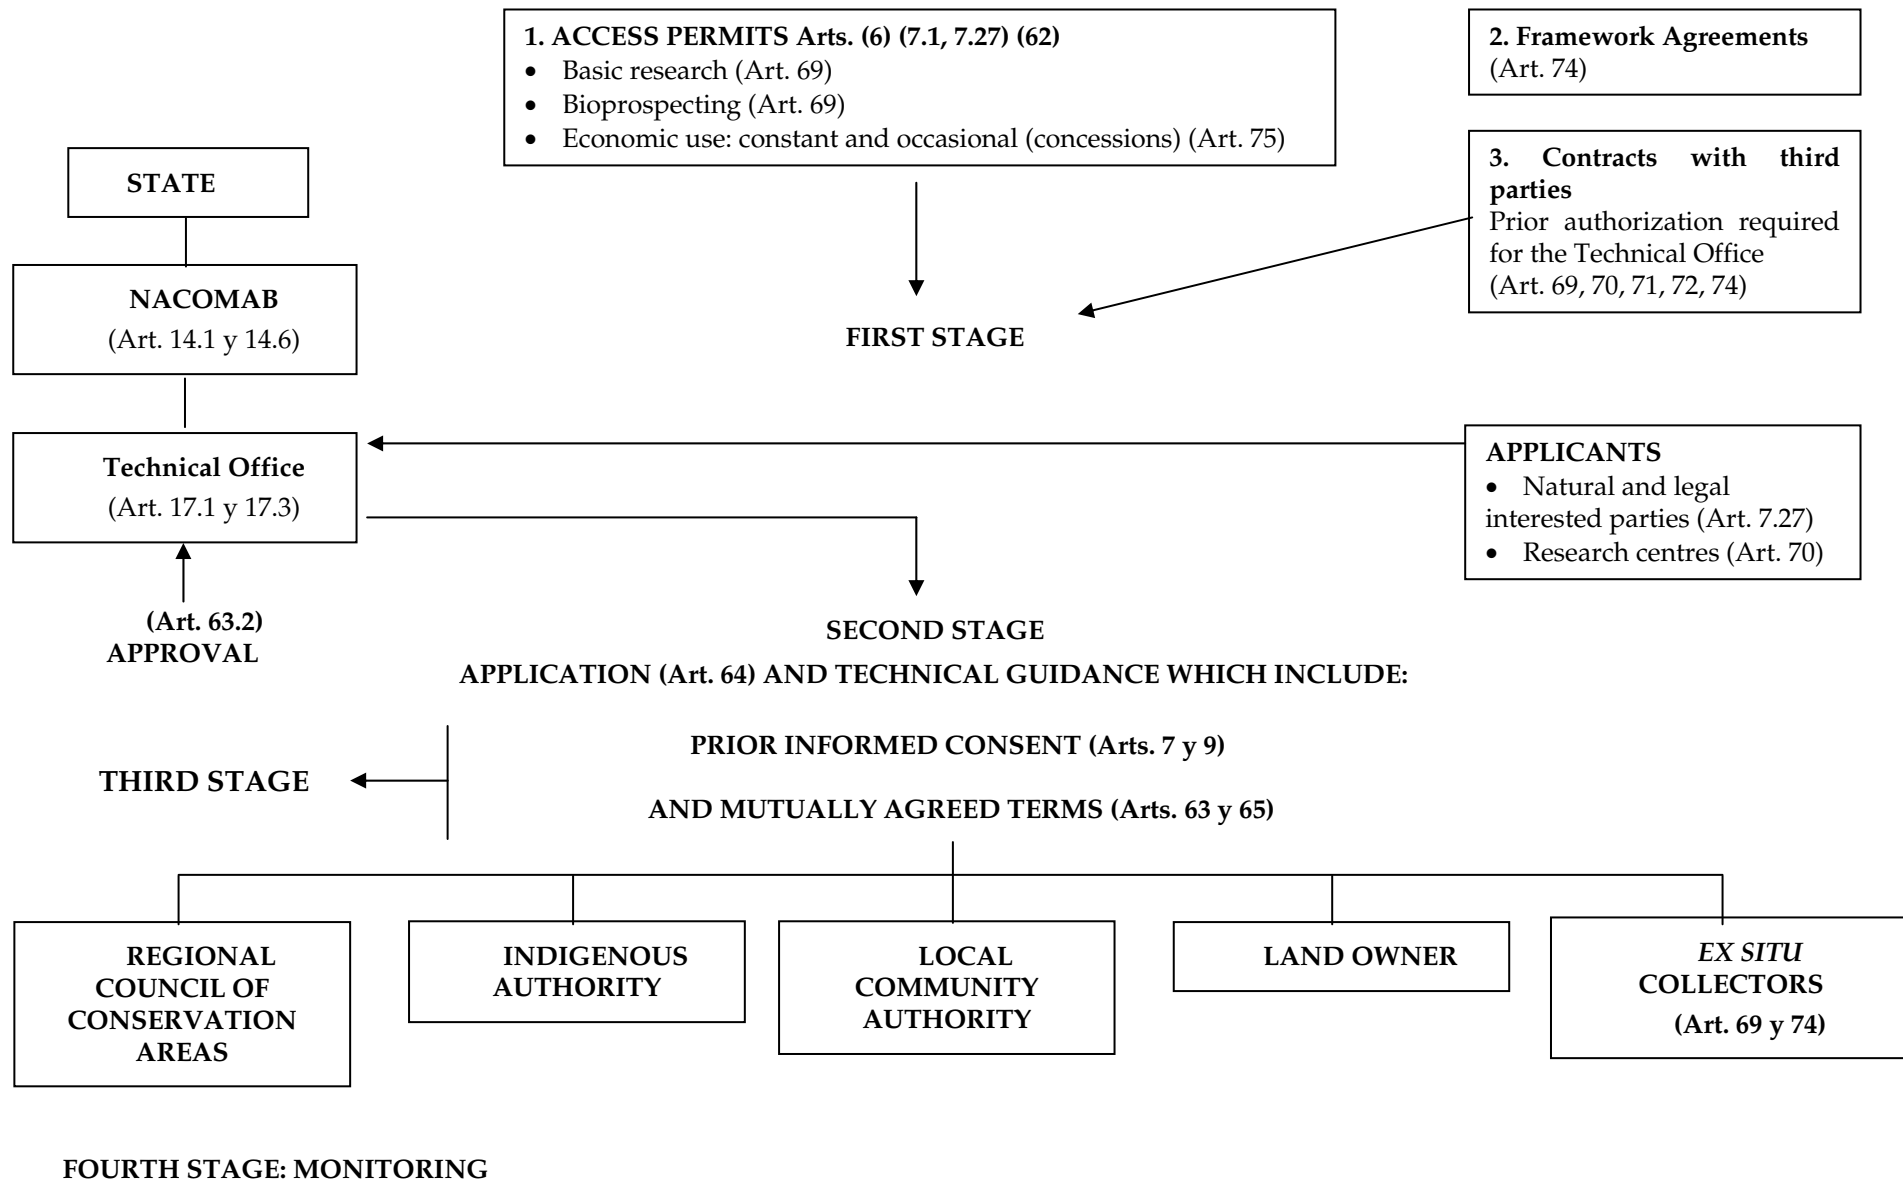 1. ACCESS PERMITS Arts. (6) (7.1, 7.27) (62)
• Basic research (Art. 69)
• Bioprospecting (Art. 69)
• Economic use: constant and occasional (concessions) (Art. 75)
2. Framework Agreements
(Art. 74)
3. Contracts with third
parties
Prior authorization required
for the Technical Office
(Art. 69, 70, 71, 72, 74)
STATE
NACOMAB
(Art. 14.1 y 14.6)
FIRST STAGE
Technical Office
(Art. 17.1 y 17.3)
APPLICANTS
• Natural and legal
interested parties (Art. 7.27)
• Research centres (Art. 70)
(Art. 63.2)
APPROVAL
SECOND STAGE
APPLICATION (Art. 64) AND TECHNICAL GUIDANCE WHICH INCLUDE:
PRIOR INFORMED CONSENT (Arts. 7 y 9)
THIRD STAGE
AND MUTUALLY AGREED TERMS (Arts. 63 y 65)
REGIONAL
COUNCIL OF
CONSERVATION
AREAS
INDIGENOUS
AUTHORITY
LOCAL
COMMUNITY
AUTHORITY
LAND OWNER
EX SITU
COLLECTORS
(Art. 69 y 74)
FOURTH STAGE: MONITORING